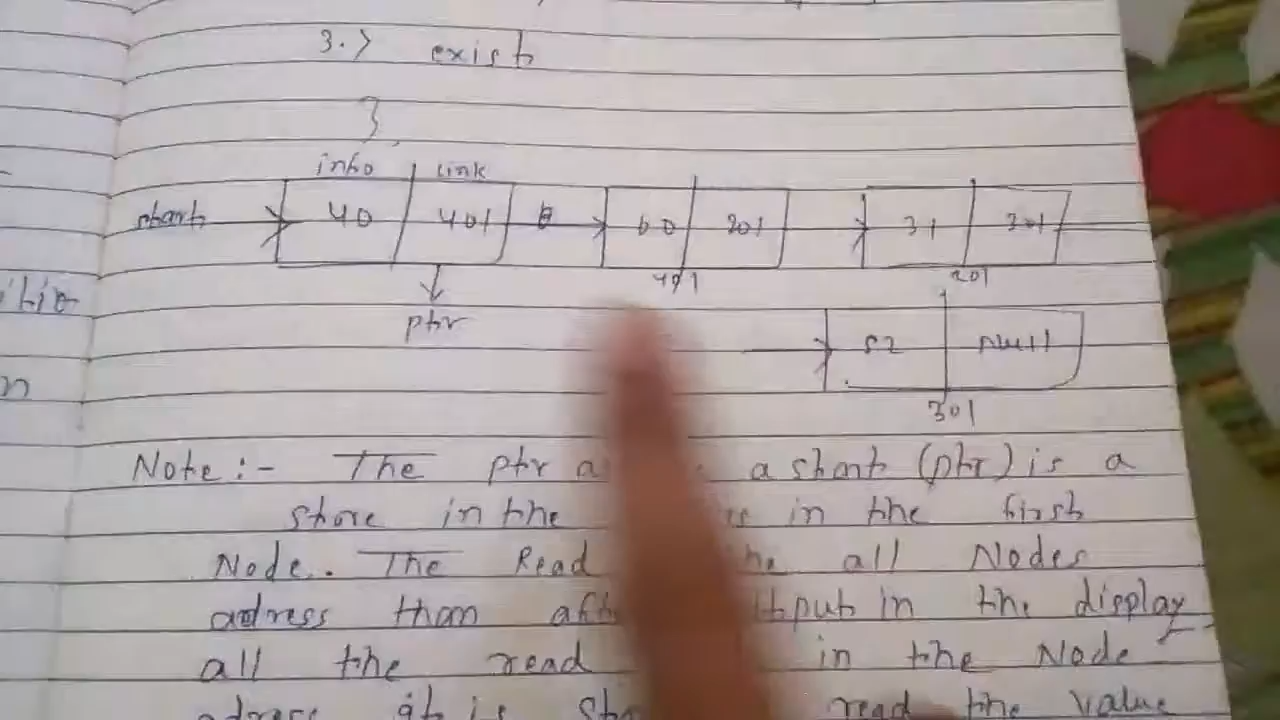 3.> exist
}
info link
start 40 401 60 201 31 301
401 201
ptr
52 null
301
Note:- The ptr a start (ptr) is a
store in the in the first
Node. The Read all Nodes
adress than in the display
all the read in the Node
read the value